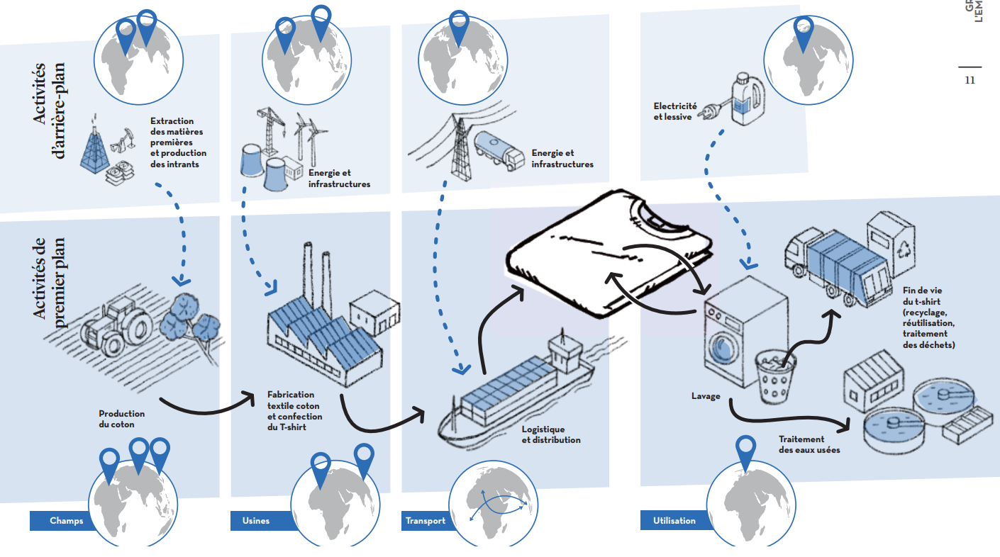 GR
L'EM
11
Activités
d'arrière-plan
Extraction
des matières
premières
et production
des intrants
Energie et
infrastructures
Energie et
infrastructures
Electricité
et lessive
Activités de
premier plan
Production
du coton
Fabrication
textile coton
et confection
du T-shirt
Logistique
et distribution
Lavage
Fin de vie
du t-shirt
(recyclage,
réutilisation,
traitement
des déchets)
Traitement
des eaux usées
Champs
Usines
Transport
Utilisation